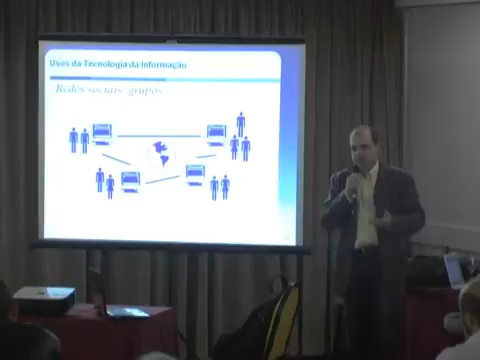 Usos da Tecnologia da Informação
Redes sociais, grupos